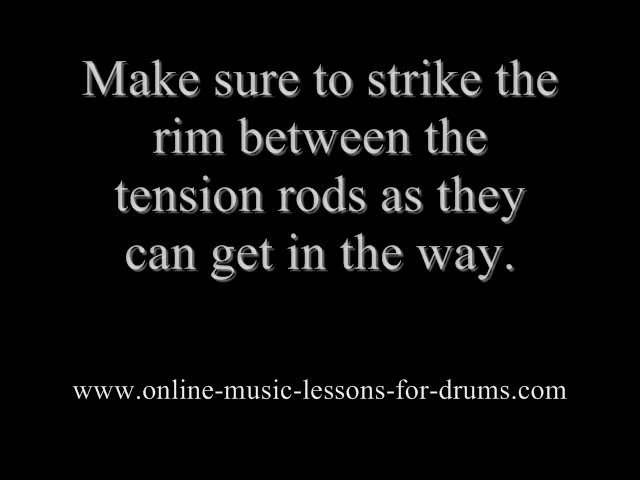 Make sure to strike the
rim between the
tension rods as they
can get in the way.
www.online-music-lessons-for-drums.com